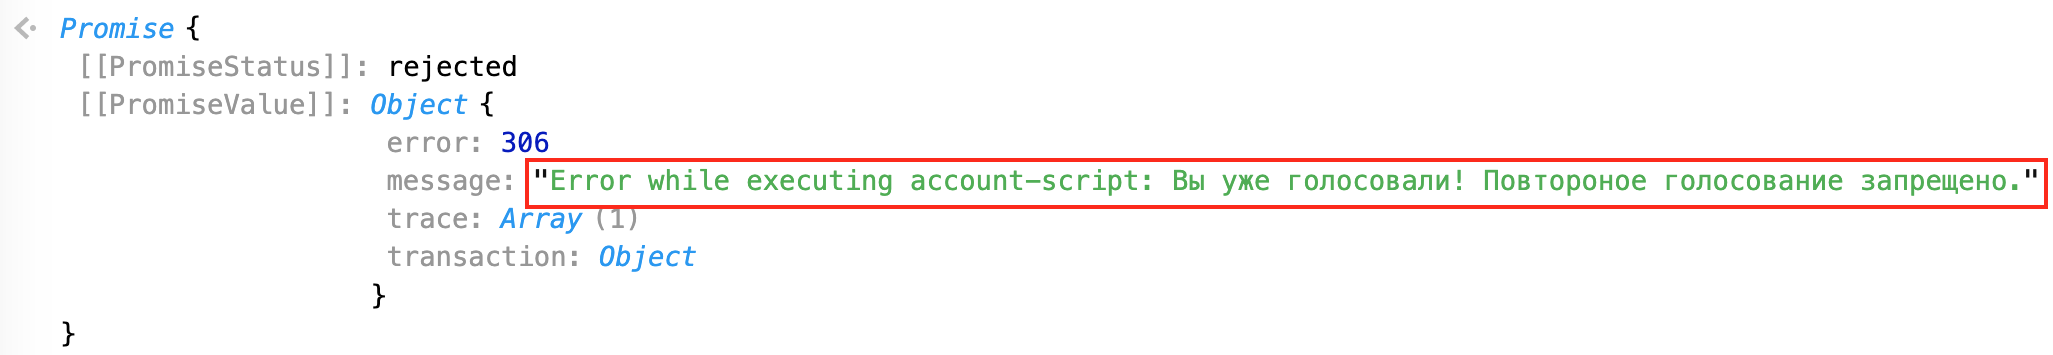 Promise {
[[PromiseStatus]]: rejected
[[PromiseValue]]: Object {
error: 306
message: "Error while executing account-script: Вы уже голосовали! Повтороное голосование запрещено."
trace: Array (1)
transaction: Object
}
}